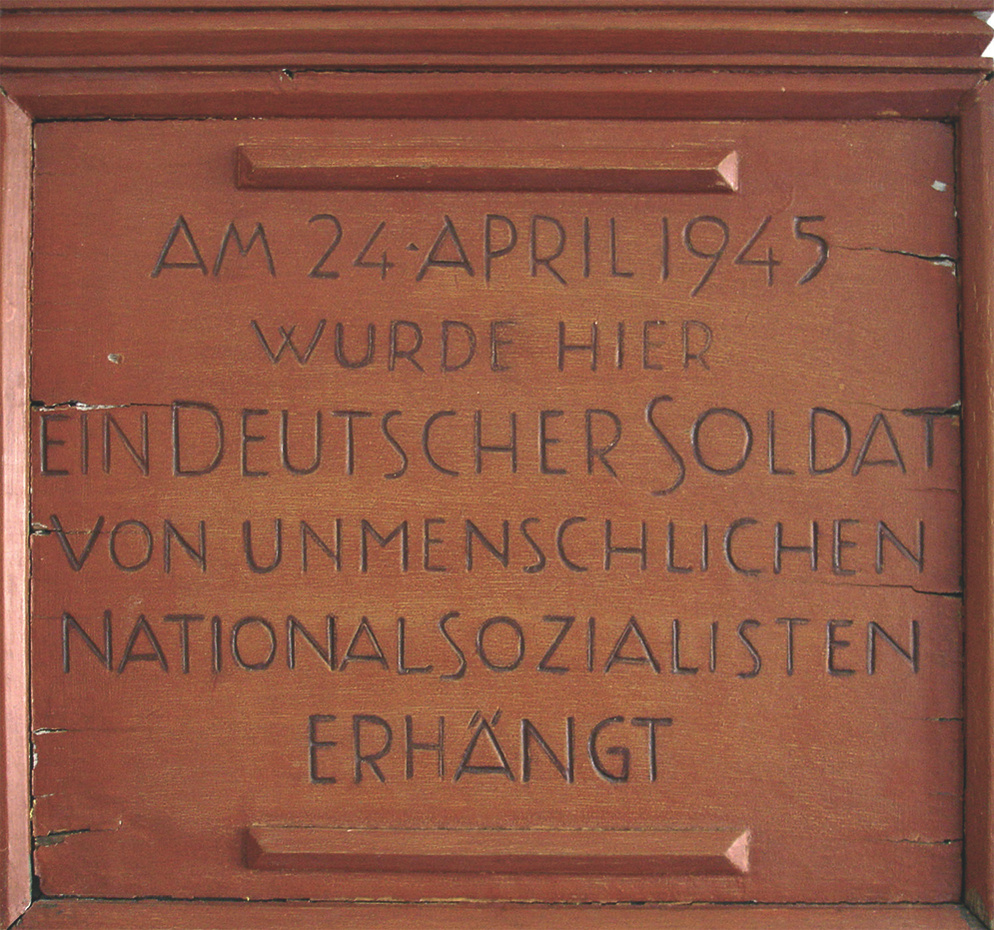 AM 24·APRIL 1945
WURDE HIER
EIN DEUTSCHER SOLDAT
VON UNMENSCHLICHEN
NATIONALSOZIALISTEN
ERHÄNGT